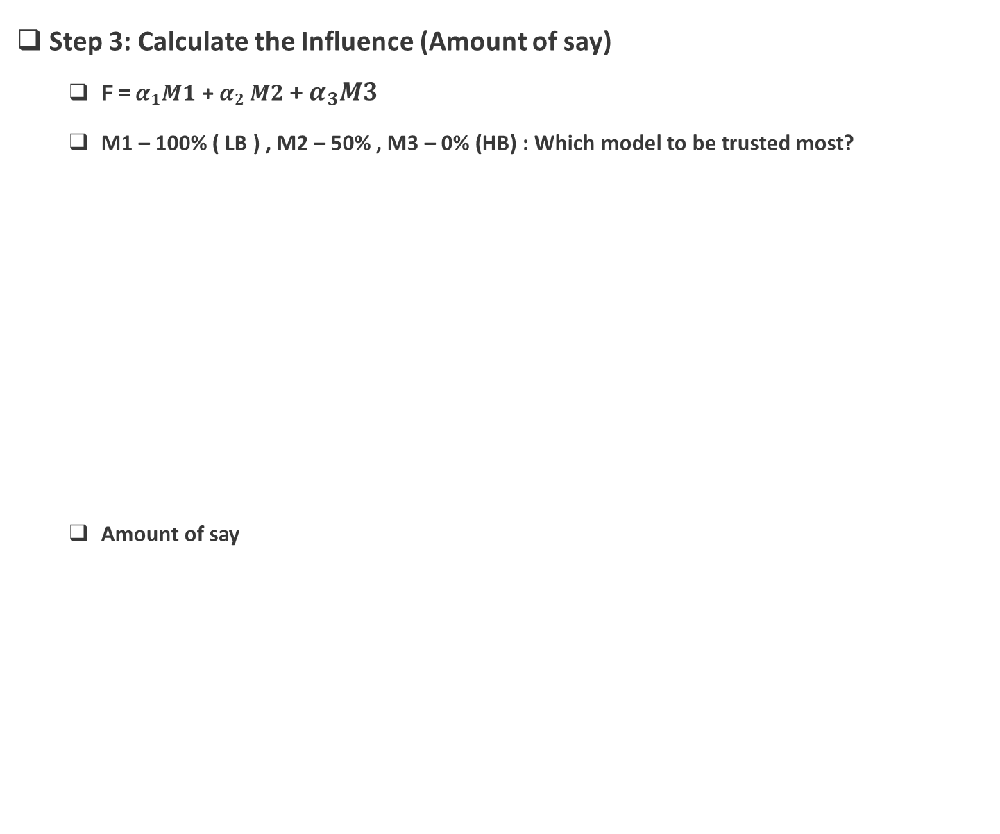 ❑ Step 3: Calculate the Influence (Amount of say)
❑ F = α₁M1 + α₂ M2 + α₃M3
❑ M1 – 100% ( LB ) , M2 – 50% , M3 – 0% (HB) : Which model to be trusted most?
❑ Amount of say